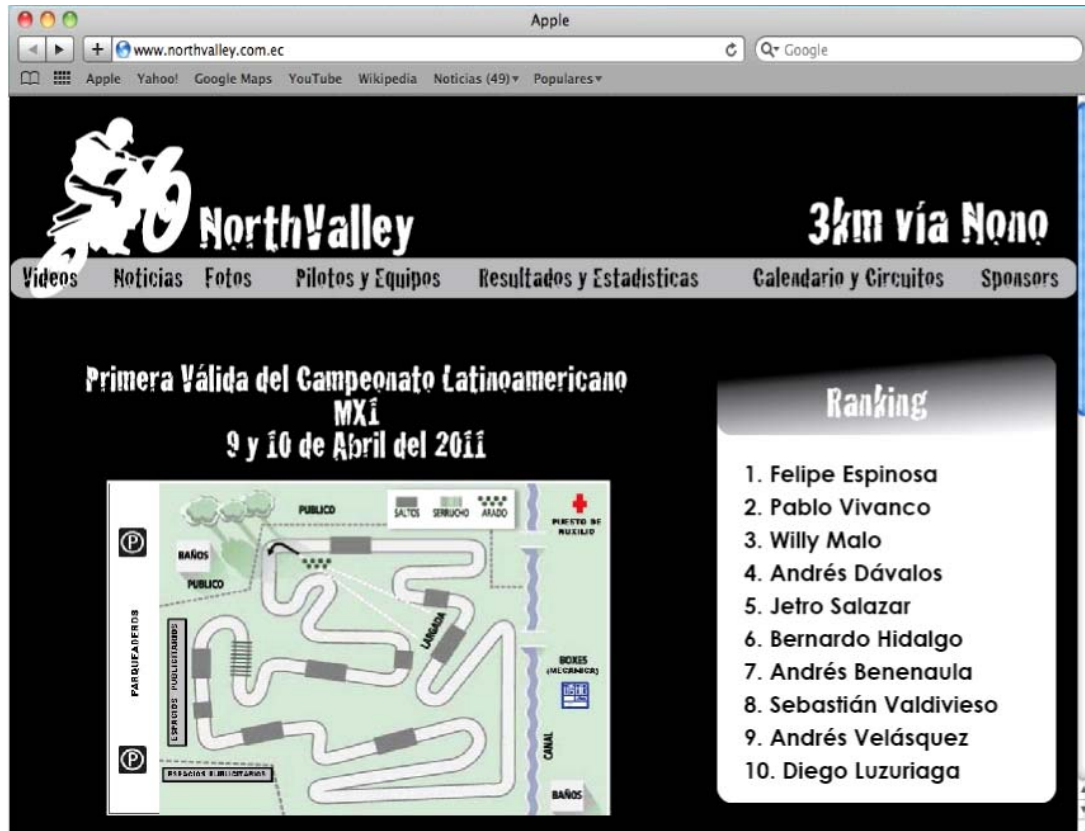 Apple
www.northvalley.com.ec
Google
Apple Yahoo! Google Maps YouTube Wikipedia Noticias (49) Populares
NorthValley
3km vía Nono
Videos Noticias Fotos Pilotos y Equipos Resultados y Estadisticas Calendario y Circuitos Sponsors
Primera Válida del Campeonato Latinoamericano
MX1
9 y 10 de Abril del 2011
PUBLICO
SALTOS SERRUCHO ARADO
PUESTO DE
AUXILIO
P
BAÑOS
PUBLICO
PARQUEADEROS
ESPACIOS PUBLICITARIOS
LARGADA
BOXES
(MECANICA)
CANAL
P
ESPACIOS PUBLICITARIOS
BAÑOS
Ranking
1. Felipe Espinosa
2. Pablo Vivanco
3. Willy Malo
4. Andrés Dávalos
5. Jetro Salazar
6. Bernardo Hidalgo
7. Andrés Benenaula
8. Sebastián Valdivieso
9. Andrés Velásquez
10. Diego Luzuriaga